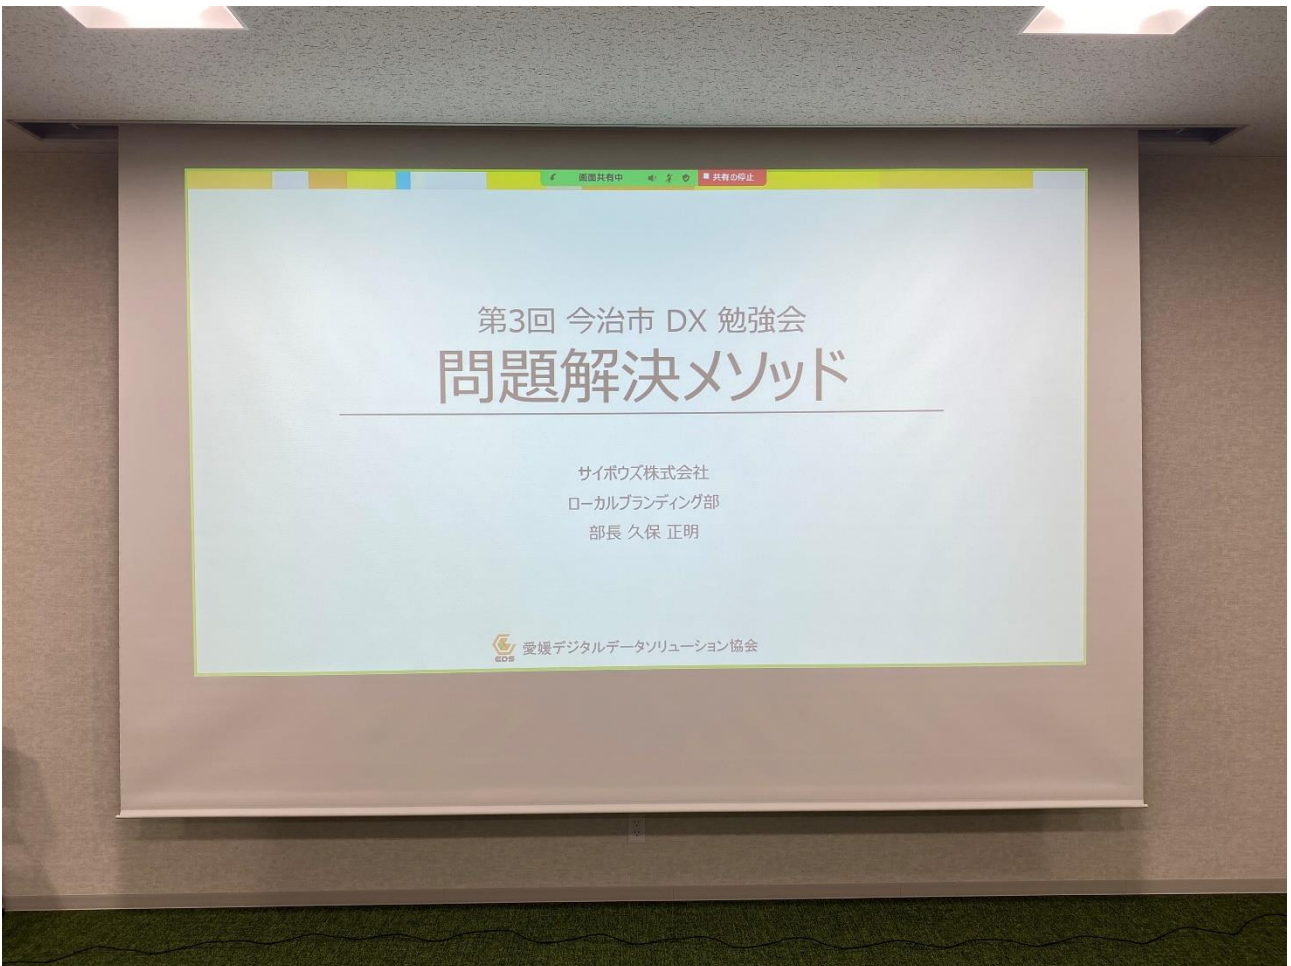 画面共有中 共有の停止
第3回 今治市 DX 勉強会
問題解決メソッド
サイボウズ株式会社
ローカルブランディング部
部長 久保 正明
EDS 愛媛デジタルデータソリューション協会